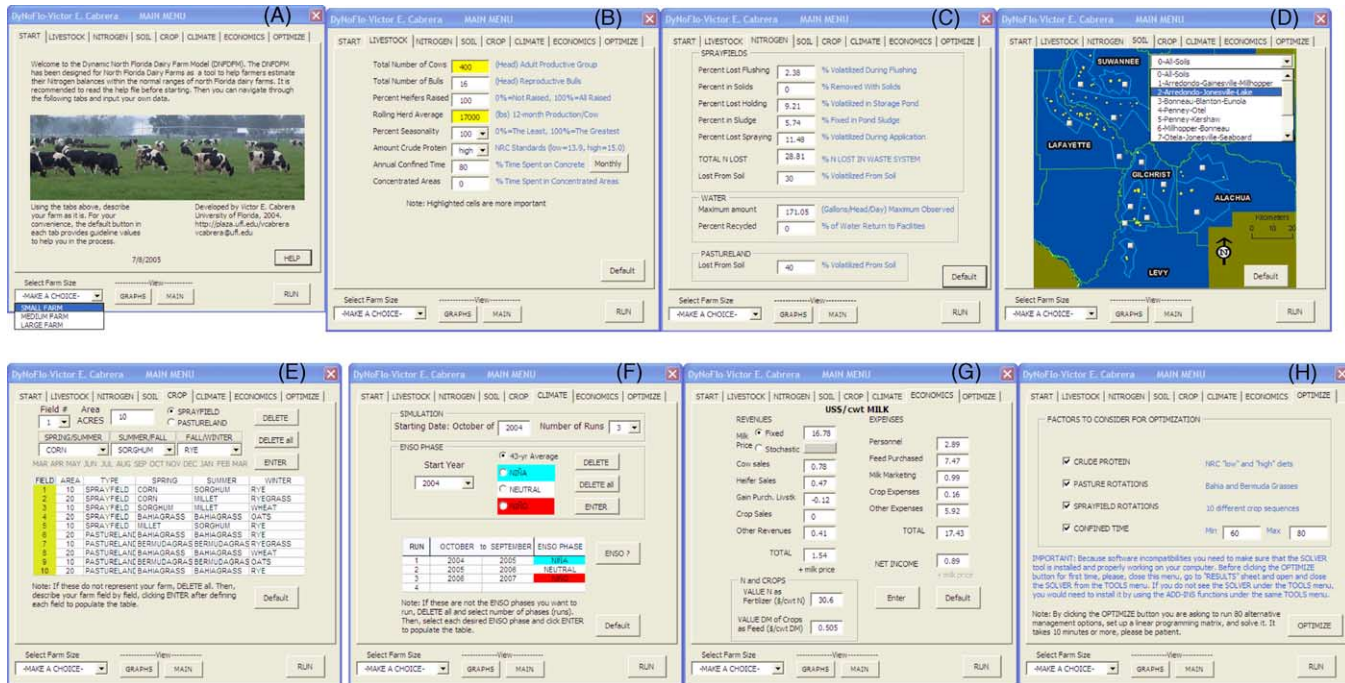 DyNoFlo-Victor E. Cabrera MAIN MENU (A)
START LIVESTOCK NITROGEN SOIL CROP CLIMATE ECONOMICS OPTIMIZE
Welcome to the Dynamic North Florida Dairy Farm Model (DNFDFM). The DNFDFM
has been designed for North Florida Dairy Farms as a tool to help farmers estimate
their Nitrogen balances within the normal ranges of north Florida dairy farms. It is
recommended to read the help file before starting. Then you can navigate through
the following tabs and input your own data.
Using the tabs above, describe
your farm as it is. For your
convenience, the default button in
each tab provides guideline values
to help you in the process.
Developed by Victor E. Cabrera
University of Florida, 2004.
http://plaza.ufl.edu/vcabrera
vcabrera@ufl.edu
7/8/2005
HELP
Select Farm Size
-MAKE A CHOICE-
SMALL FARM
MEDIUM FARM
LARGE FARM
-----------View-----------
GRAPHS MAIN
RUN
DyNoFlo-Victor E. Cabrera MAIN MENU (B)
START LIVESTOCK NITROGEN SOIL CROP CLIMATE ECONOMICS OPTIMIZE
Total Number of Cows 400 (Head) Adult Productive Group
Total Number of Bulls 16 (Head) Reproductive Bulls
Percent Heifers Raised 100 0%=Not Raised, 100%=All Raised
Rolling Herd Average 17000 (lbs) 12-month Production/Cow
Percent Seasonality 100 0%=The Least, 100%=The Greatest
Amount Crude Protein high NRC Standards (low=13.9, high=15.0)
Annual Confined Time 80 % Time Spent on Concrete Monthly
Concentrated Areas 0 % Time Spent in Concentrated Areas
Note: Highlighted cells are more important
Default
Select Farm Size
-MAKE A CHOICE-
-----------View-----------
GRAPHS MAIN
RUN
DyNoFlo-Victor E. Cabrera MAIN MENU (C)
START LIVESTOCK NITROGEN SOIL CROP CLIMATE ECONOMICS OPTIMIZE
SPRAYFIELDS
Percent Lost Flushing 2.38 % Volatilized During Flushing
Percent in Solids 0 % Removed With Solids
Percent Lost Holding 9.21 % Volatilized in Storage Pond
Percent in Sludge 5.74 % Fixed in Pond Sludge
Percent Lost Spraying 11.48 % Volatilized During Application
TOTAL N LOST 28.81 % N LOST IN WASTE SYSTEM
Lost From Soil 30 % Volatilized From Soil
WATER
Maximum amount 171.05 (Gallons/Head/Day) Maximum Observed
Percent Recycled 0 % of Water Return to Facilities
PASTURELAND
Lost From Soil 40 % Volatilized From Soil
Default
Select Farm Size
-MAKE A CHOICE-
-----------View-----------
GRAPHS MAIN
RUN
DyNoFlo-Victor E. Cabrera MAIN MENU (D)
START LIVESTOCK NITROGEN SOIL CROP CLIMATE ECONOMICS OPTIMIZE
SUWANNEE
0-All-Soils
0-All-Soils
1-Arredondo-Gainesville-Millhopper
2-Arredondo-Jonesville-Lake
3-Bonneau-Blanton-Eunola
4-Penney-Otel
5-Penney-Kershaw
6-Millhopper-Bonneau
7-Otela-Jonesville-Seaboard
LAFAYETTE
GILCHRIST
ALACHUA
Kilometers
0 10 20
N
LEVY
Default
Select Farm Size
-MAKE A CHOICE-
-----------View-----------
GRAPHS MAIN
RUN
DyNoFlo-Victor E. Cabrera MAIN MENU (E)
START LIVESTOCK NITROGEN SOIL CROP CLIMATE ECONOMICS OPTIMIZE
Field # Area
1 ACRES 10 SPRAYFIELD PASTURELAND DELETE
SPRING/SUMMER SUMMER/FALL FALL/WINTER DELETE all
CORN SORGHUM RYE
MAR APR MAY JUN JUL AUG SEP OCT NOV DEC JAN FEB MAR ENTER
FIELD AREA TYPE SPRING SUMMER WINTER
1 10 SPRAYFIELD CORN SORGHUM RYE
2 20 SPRAYFIELD CORN MILLET RYEGRASS
3 10 SPRAYFIELD SORGHUM MILLET WHEAT
4 20 SPRAYFIELD BAHIAGRASS BAHIAGRASS OATS
5 10 SPRAYFIELD MILLET SORGHUM RYE
6 20 PASTURELAND BAHIAGRASS BAHIAGRASS RYE
7 10 PASTURELAND BERMUDAGRAS BERMUDAGRAS RYEGRASS
8 20 PASTURELAND BAHIAGRASS BAHIAGRASS WHEAT
9 10 PASTURELAND BERMUDAGRAS BERMUDAGRAS OATS
10 20 PASTURELAND BAHIAGRASS BAHIAGRASS RYE
Note: If these do not represent your farm, DELETE all. Then,
describe your farm field by field, clicking ENTER after defining
each field to populate the table.
Default
Select Farm Size
-MAKE A CHOICE-
-----------View-----------
GRAPHS MAIN
RUN
DyNoFlo-Victor E. Cabrera MAIN MENU (F)
START LIVESTOCK NITROGEN SOIL CROP CLIMATE ECONOMICS OPTIMIZE
SIMULATION
Starting Date: October of 2004 Number of Runs 3
ENSO PHASE
Start Year
2004
43-yr Average
NIÑA
NEUTRAL
NIÑO
DELETE
DELETE all
ENTER
RUN OCTOBER to SEPTEMBER ENSO PHASE
1 2004 2005 NIÑA
2 2005 2006 NEUTRAL
3 2006 2007 NIÑO
4
ENSO ?
Note: If these are not the ENSO phases you want to
run, DELETE all and select number of phases (runs).
Then, select each desired ENSO phase and click ENTER
to populate the table.
Default
Select Farm Size
-MAKE A CHOICE-
-----------View-----------
GRAPHS MAIN
RUN
DyNoFlo-Victor E. Cabrera MAIN MENU (G)
START LIVESTOCK NITROGEN SOIL CROP CLIMATE ECONOMICS OPTIMIZE
US$/cwt MILK
REVENUES
Milk Price Fixed 16.78
Stochastic
Cow sales 0.78
Heifer Sales 0.47
Gain Purch. Livstk -0.12
Crop Sales 0
Other Revenues 0.41
TOTAL 1.54
+ milk price
EXPENSES
Personnel 2.89
Feed Purchased 7.47
Milk Marketing 0.99
Crop Expenses 0.16
Other Expenses 5.92
TOTAL 17.43
NET INCOME 0.89
+ milk price
N and CROPS
VALUE N as
Fertilizer ($/cwt N) 30.6
VALUE DM of Crops
as Feed ($/cwt DM) 0.505
Enter Default
Select Farm Size
-MAKE A CHOICE-
-----------View-----------
GRAPHS MAIN
RUN
DyNoFlo-Victor E. Cabrera MAIN MENU (H)
START LIVESTOCK NITROGEN SOIL CROP CLIMATE ECONOMICS OPTIMIZE
FACTORS TO CONSIDER FOR OPTIMIZATION
CRUDE PROTEIN NRC "low" and "high" diets
PASTURE ROTATIONS Bahia and Bermuda Grasses
SPRAYFIELD ROTATIONS 10 different crop sequences
CONFINED TIME Min 60 Max 80
IMPORTANT: Because software incompatibilities you need to make sure that the SOLVER
tool is installed and properly working on your computer. Before clicking the OPTIMIZE
button for first time, please, close this menu, go to "RESULTS" sheet and open and close
the SOLVER from the TOOLS menu. If you do not see the SOLVER under the TOOLS menu,
you would need to install it by using the ADD-INS functions under the same TOOLS menu.
Note: By clicking the OPTIMIZE button you are asking to run 80 alternative
management options, set up a linear programming matrix, and solve it. It
takes 10 minutes or more, please be patient.
OPTIMIZE
Select Farm Size
-MAKE A CHOICE-
-----------View-----------
GRAPHS MAIN
RUN